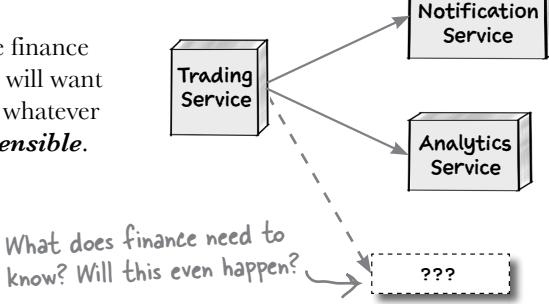 e finance
will want
whatever
ensible.
Trading
Service
Notification
Service
Analytics
Service
What does finance need to
know? Will this even happen?
???